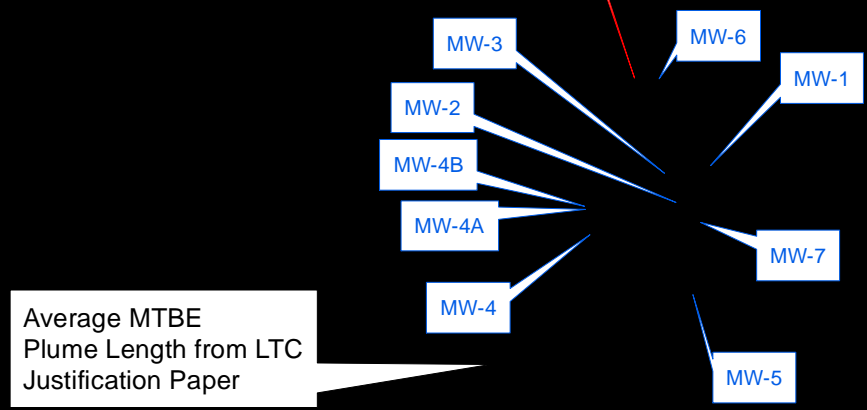 MW-3
MW-6
MW-1
MW-2
MW-4B
MW-4A
MW-7
MW-4
Average MTBE
Plume Length from LTC
Justification Paper
MW-5